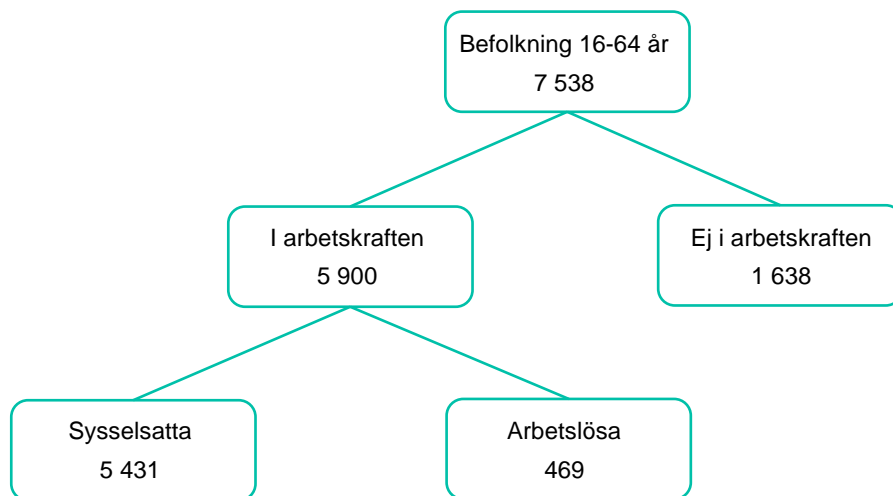 Befolkning 16-64 år
7 538
I arbetskraften
5 900
Ej i arbetskraften
1 638
Sysselsatta
5 431
Arbetslösa
469